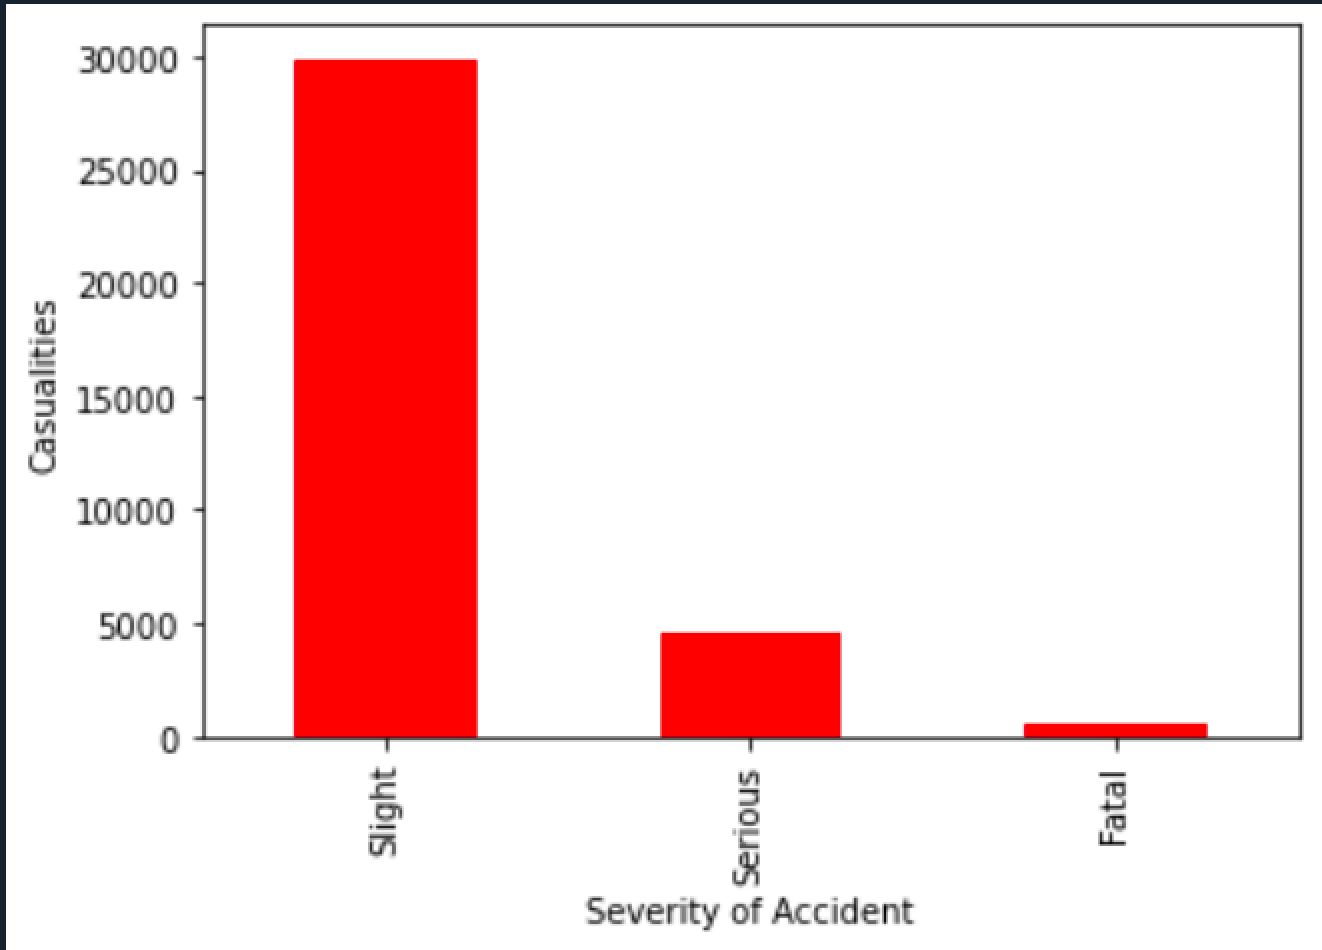 30000
25000
20000
15000
10000
5000
0
Casualities
Slight
Serious
Fatal
Severity of Accident